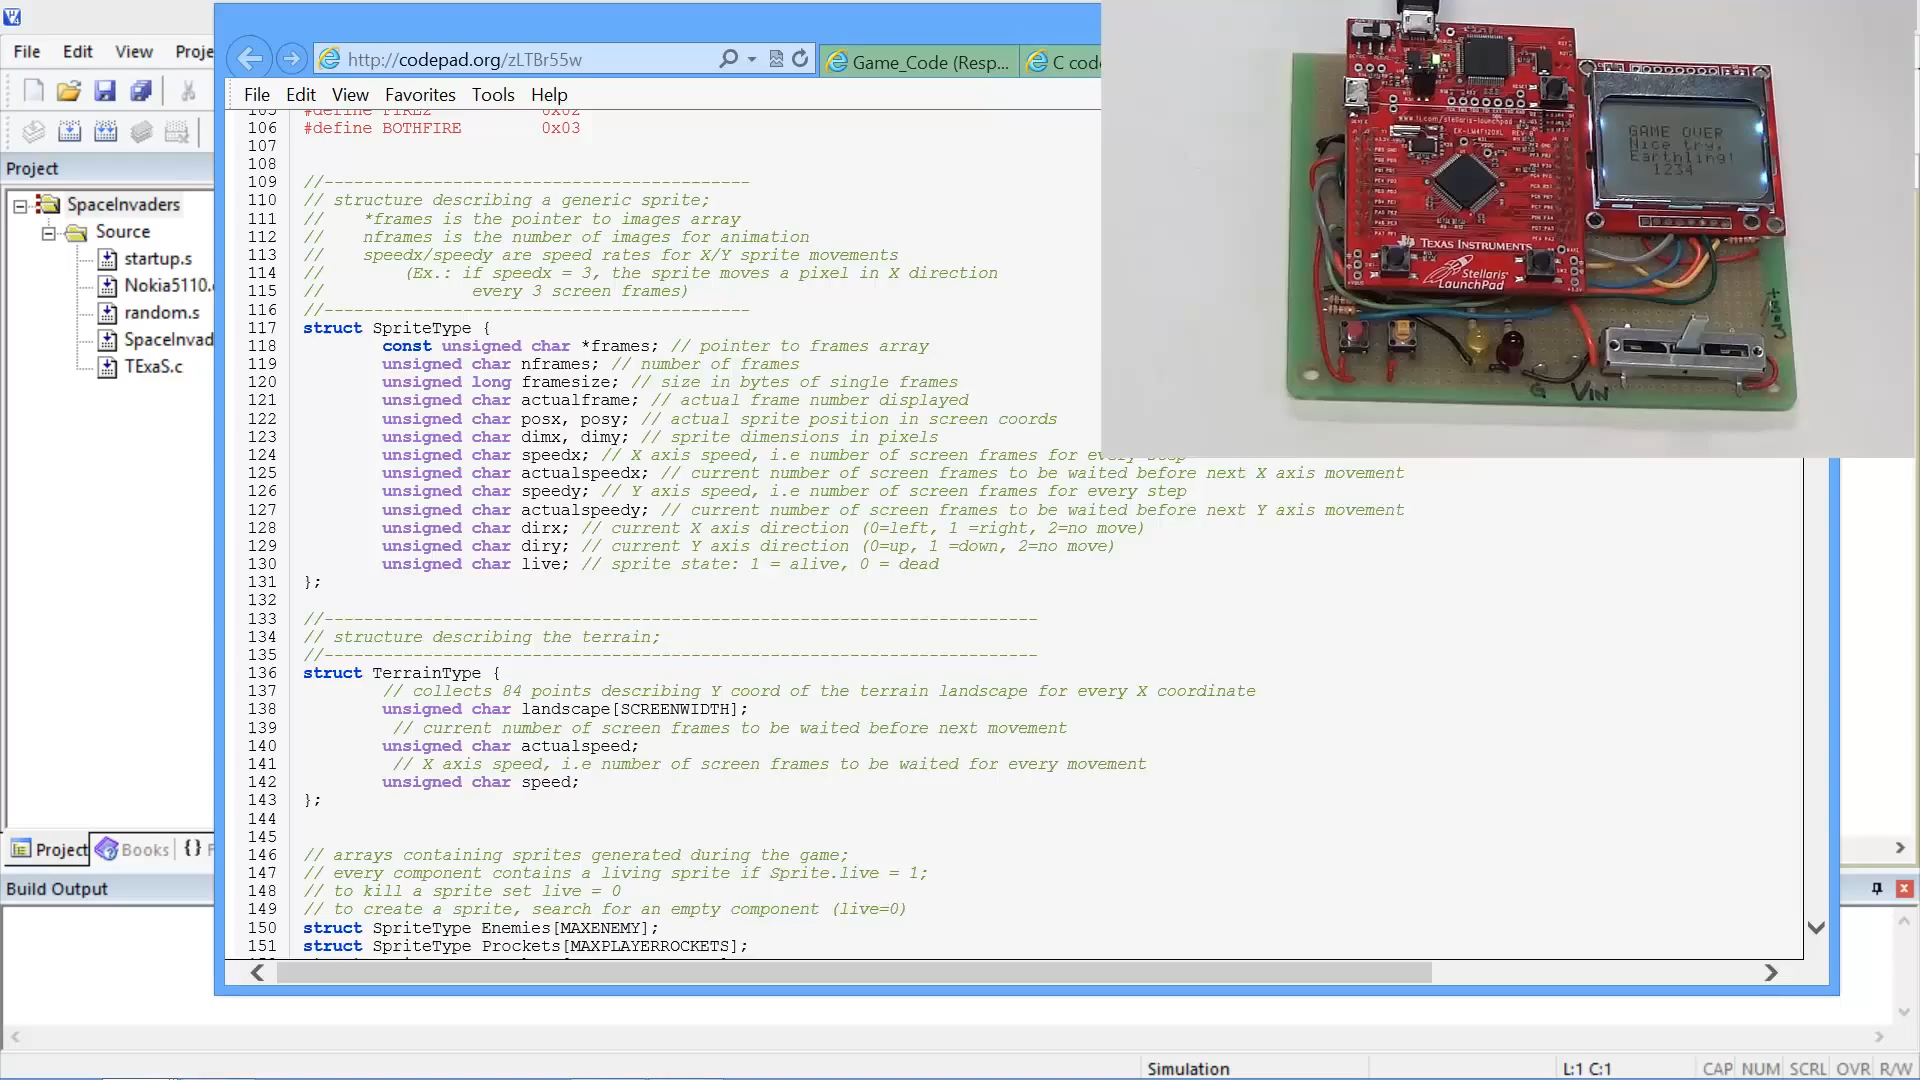 File Edit View Proje
http://codepad.org/zLTBr55w
Game_Code (Resp...
C code
File Edit View Favorites Tools Help
Project
SpaceInvaders
Source
startup.s
Nokia5110.
random.s
SpaceInvad
TExaS.c
Project
Books
Build Output
105 #define FIRE2 0x02
106 #define BOTHFIRE 0x03
107
108
109 //-------------------------------------------
110 // structure describing a generic sprite;
111 // *frames is the pointer to images array
112 // nframes is the number of images for animation
113 // speedx/speedy are speed rates for X/Y sprite movements
114 // (Ex.: if speedx = 3, the sprite moves a pixel in X direction
115 // every 3 screen frames)
116 //-------------------------------------------
117 struct SpriteType {
118 const unsigned char *frames; // pointer to frames array
119 unsigned char nframes; // number of frames
120 unsigned long framesize; // size in bytes of single frames
121 unsigned char actualframe; // actual frame number displayed
122 unsigned char posx, posy; // actual sprite position in screen coords
123 unsigned char dimx, dimy; // sprite dimensions in pixels
124 unsigned char speedx; // X axis speed, i.e number of screen frames for every step
125 unsigned char actualspeedx; // current number of screen frames to be waited before next X axis movement
126 unsigned char speedy; // Y axis speed, i.e number of screen frames for every step
127 unsigned char actualspeedy; // current number of screen frames to be waited before next Y axis movement
128 unsigned char dirx; // current X axis direction (0=left, 1 =right, 2=no move)
129 unsigned char diry; // current Y axis direction (0=up, 1 =down, 2=no move)
130 unsigned char live; // sprite state: 1 = alive, 0 = dead
131 };
132
133 //------------------------------------------------------------------------
134 // structure describing the terrain;
135 //------------------------------------------------------------------------
136 struct TerrainType {
137 // collects 84 points describing Y coord of the terrain landscape for every X coordinate
138 unsigned char landscape[SCREENWIDTH];
139 // current number of screen frames to be waited before next movement
140 unsigned char actualspeed;
141 // X axis speed, i.e number of screen frames to be waited for every movement
142 unsigned char speed;
143 };
144
145
146 // arrays containing sprites generated during the game;
147 // every component contains a living sprite if Sprite.live = 1;
148 // to kill a sprite set live = 0
149 // to create a sprite, search for an empty component (live=0)
150 struct SpriteType Enemies[MAXENEMY];
151 struct SpriteType Prockets[MAXPLAYERROCKETS];
www.ti.com/stellaris-launchpad
EK-LM4F120XL
TEXAS INSTRUMENTS
Stellaris
LaunchPad
GAME OVER
Nice try,
Earthling!
1234
G VIN
Simulation
L:1 C:1
CAP NUM SCRL OVR R/W